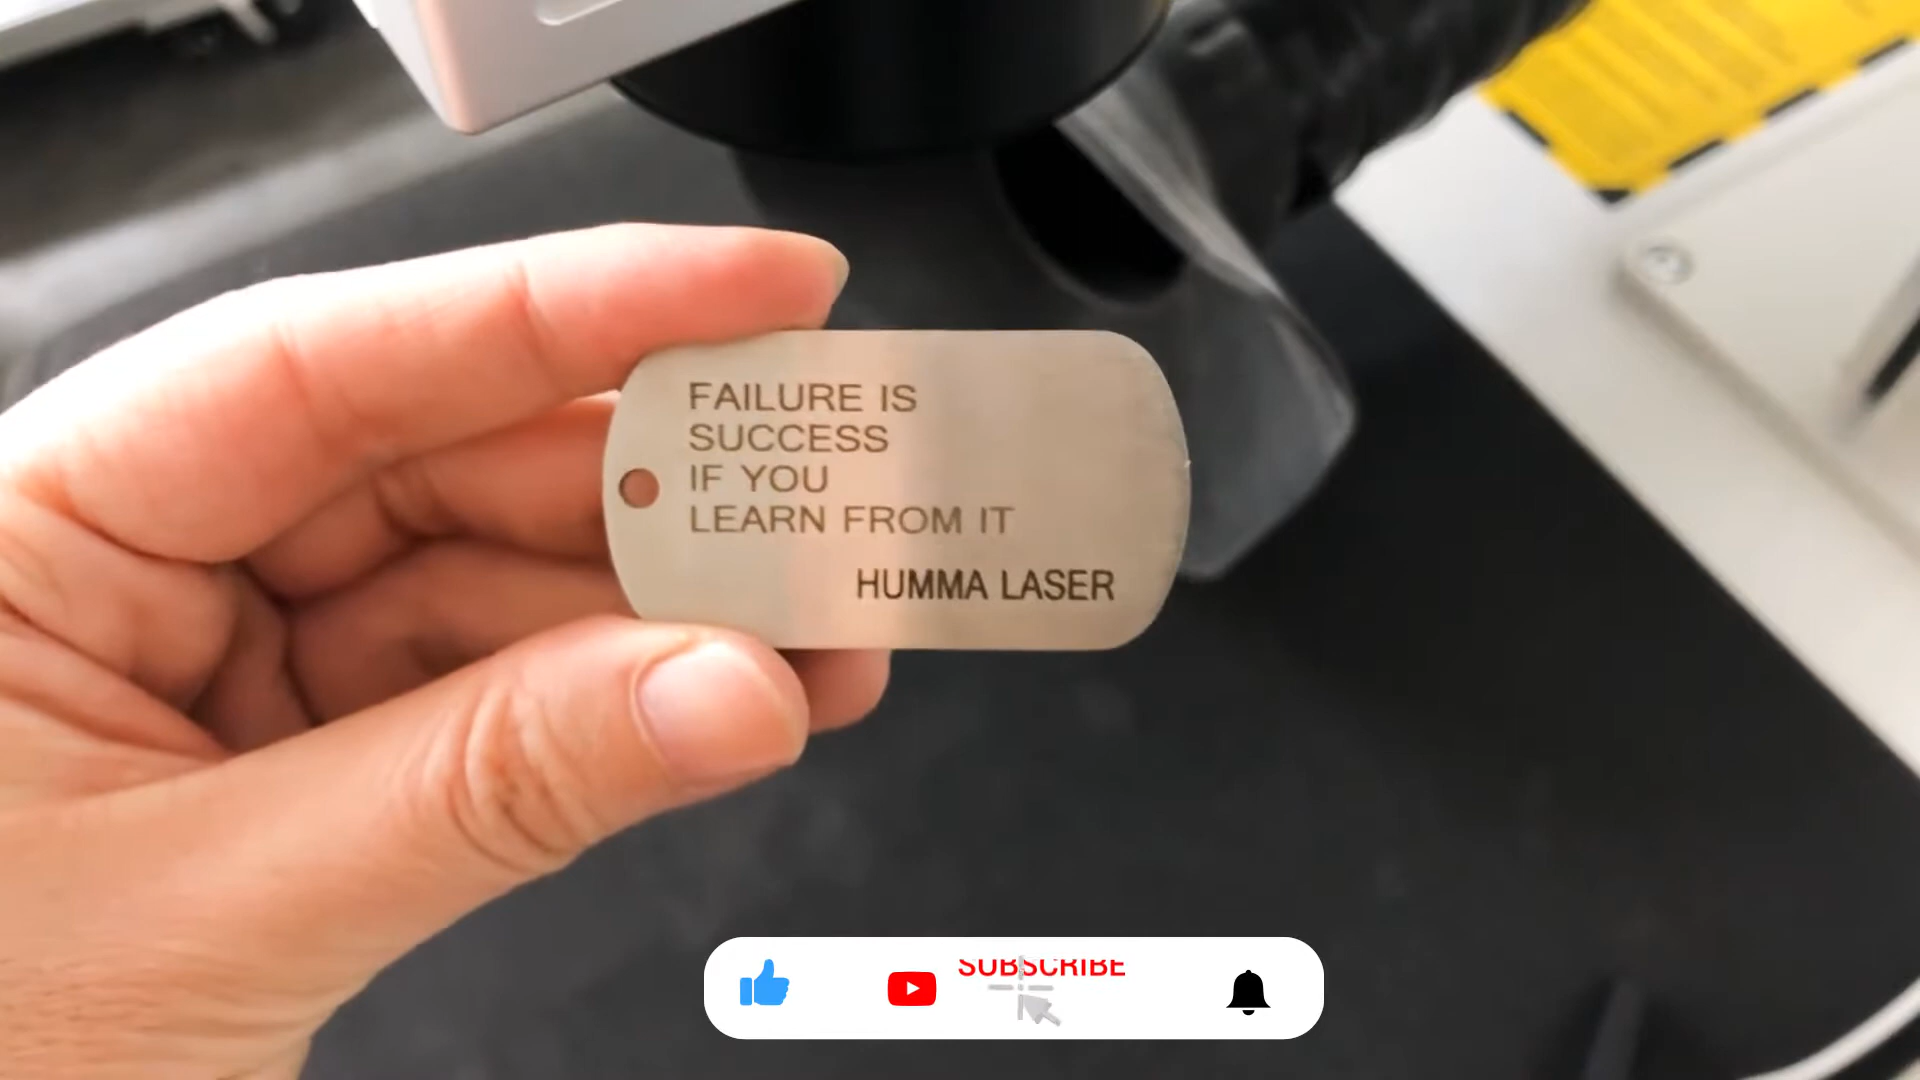 FAILURE IS
SUCCESS
IF YOU
LEARN FROM IT
HUMMA LASER
SUBSCRIBE